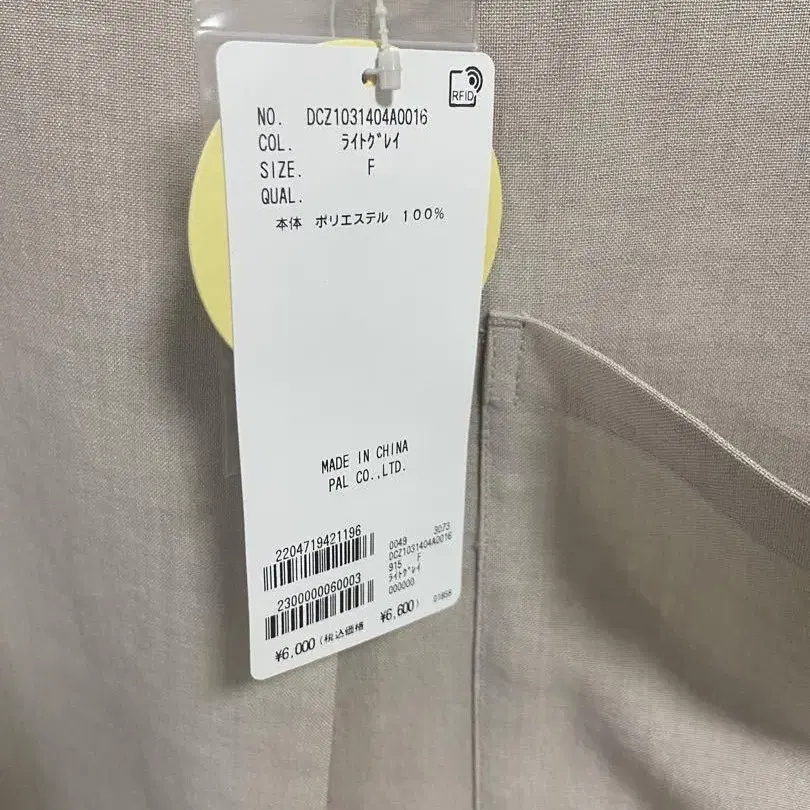 RFID
NO. DCZ1031404A0016
COL. ライトグレイ
SIZE. F
QUAL.
本体 ポリエステル 100%
MADE IN CHINA
PAL CO.,LTD.
2204719421196
0049 3073
DCZ1031404A0016
915 F
ライトグレイ
000000
2300000060003
¥6,000 (税込価格 ¥6,600) 01858